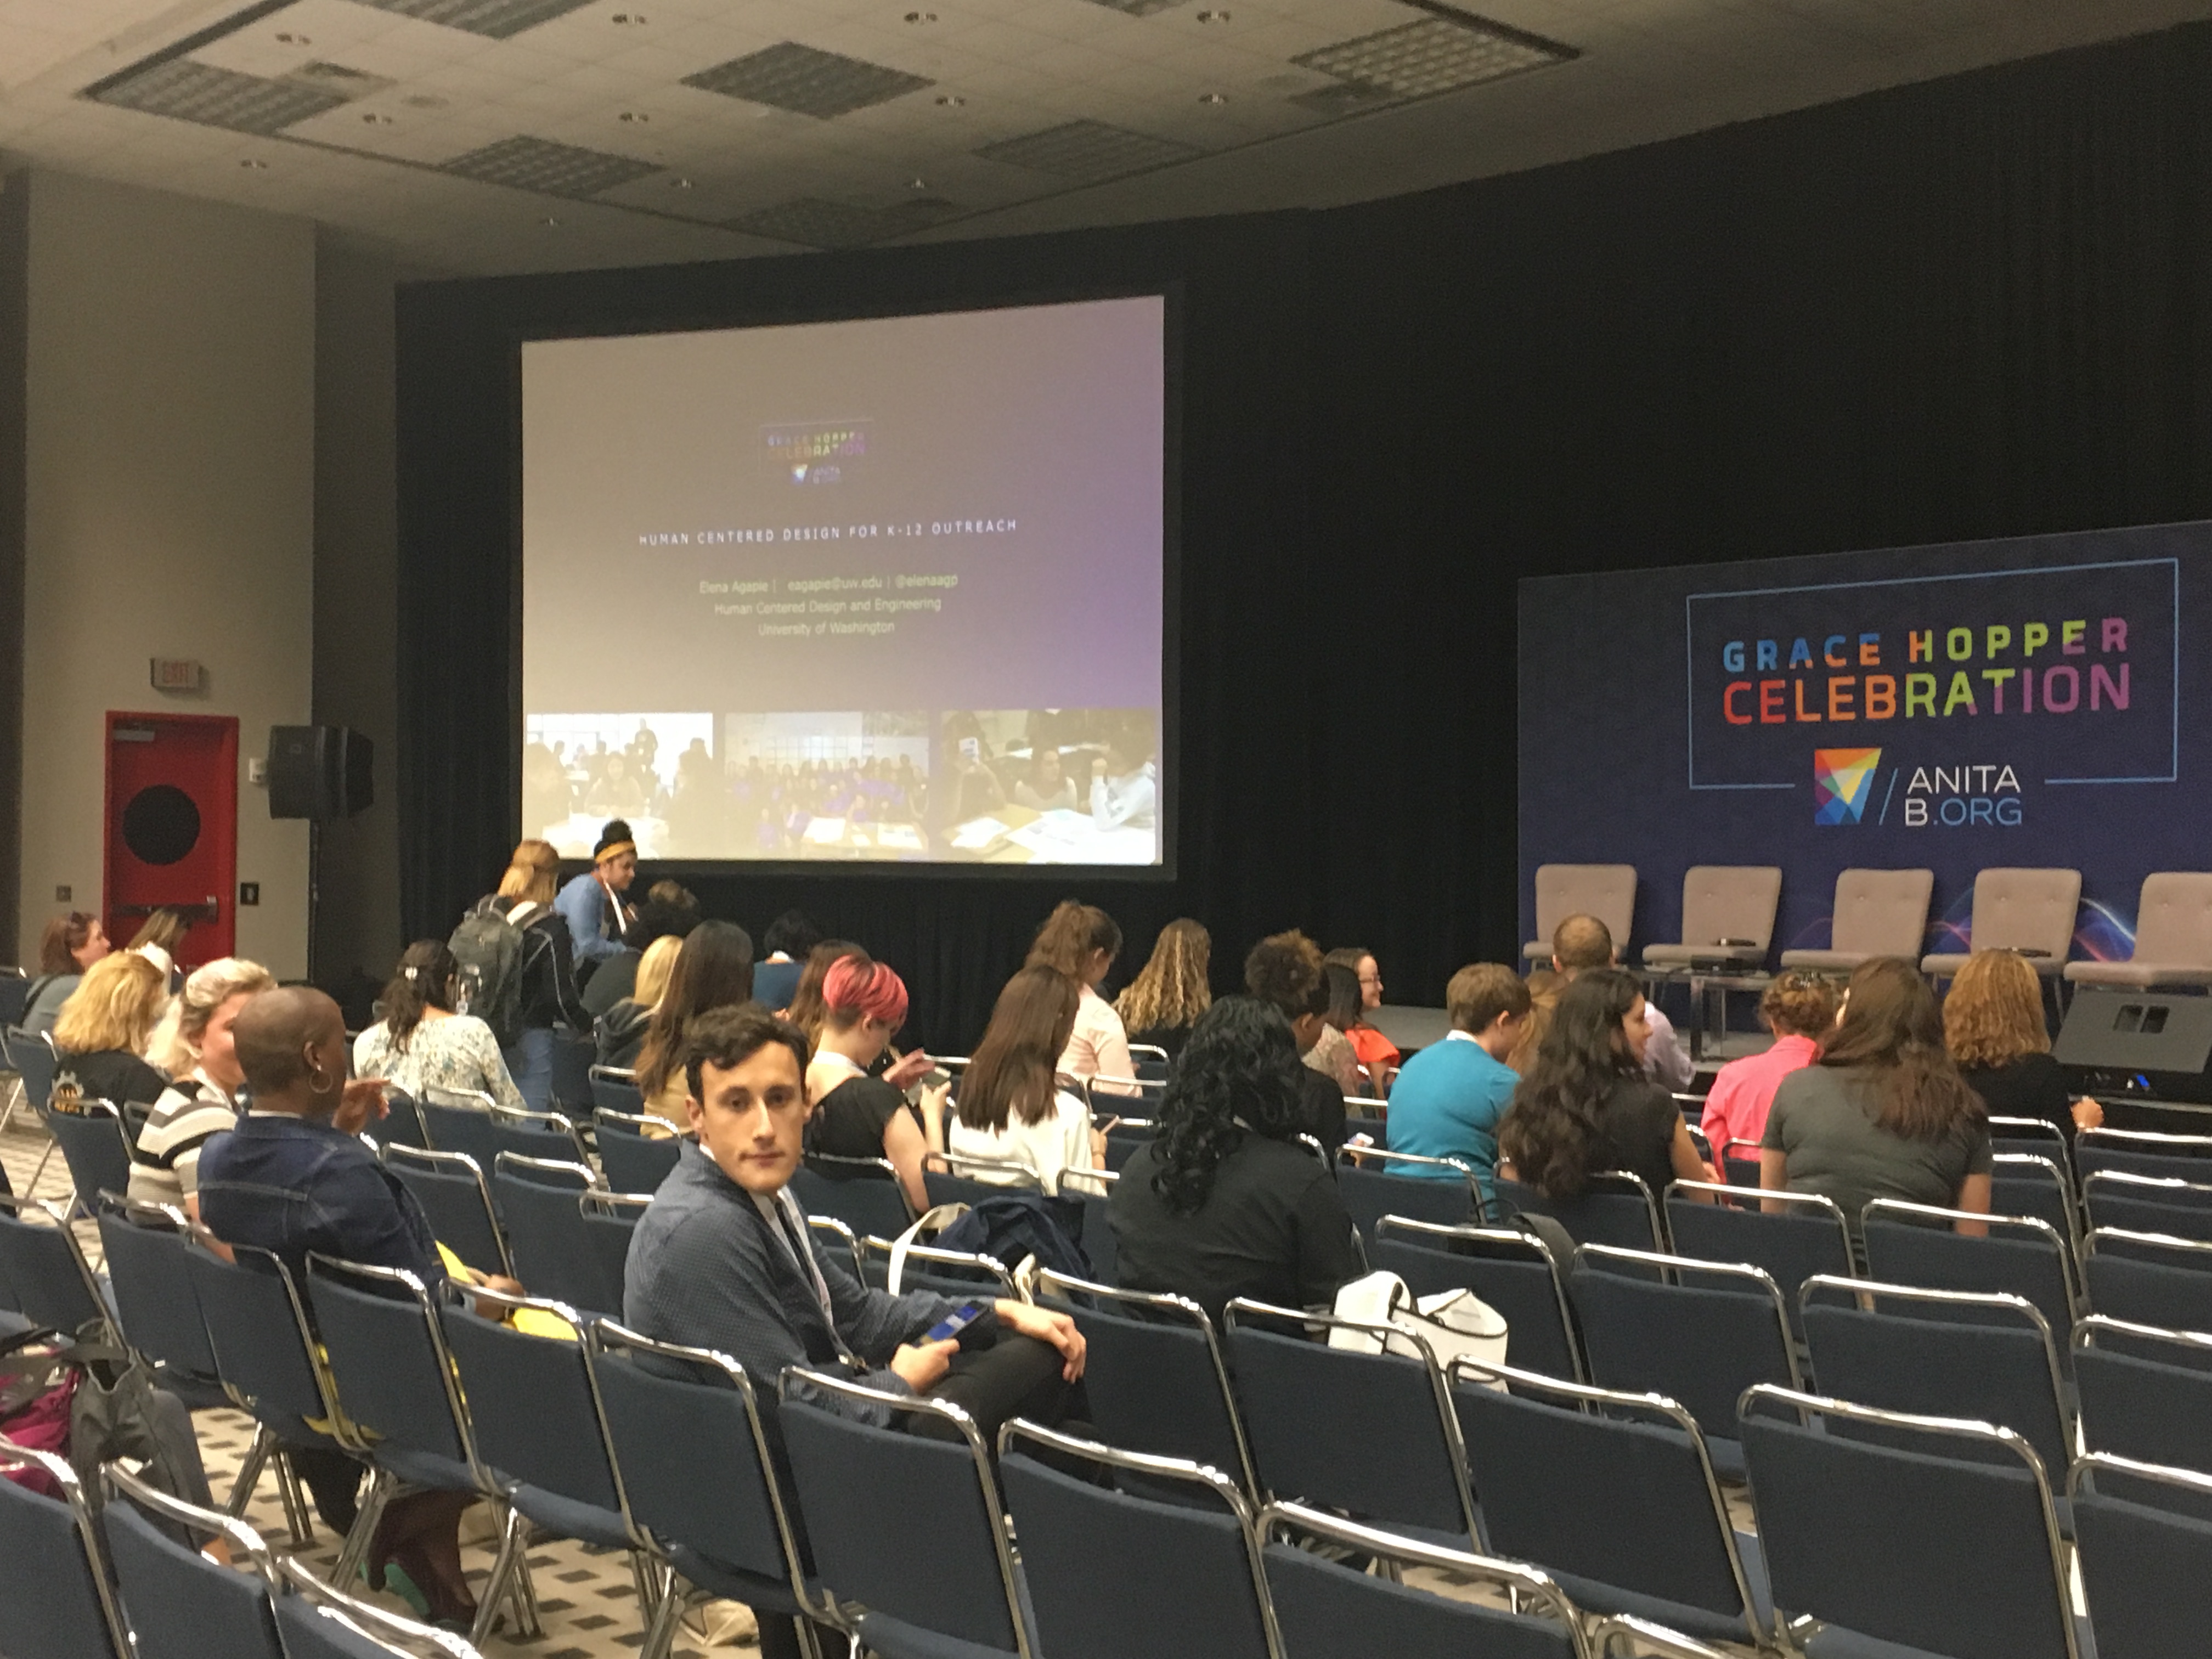 EXIT
GRACE HOPPER
CELEBRATION
ANITA
B.ORG
HUMAN CENTERED DESIGN FOR K-12 OUTREACH
Elena Agapie | eagapie@uw.edu | @elenaagp
Human Centered Design and Engineering
University of Washington
GRACE HOPPER
CELEBRATION
ANITA
B.ORG